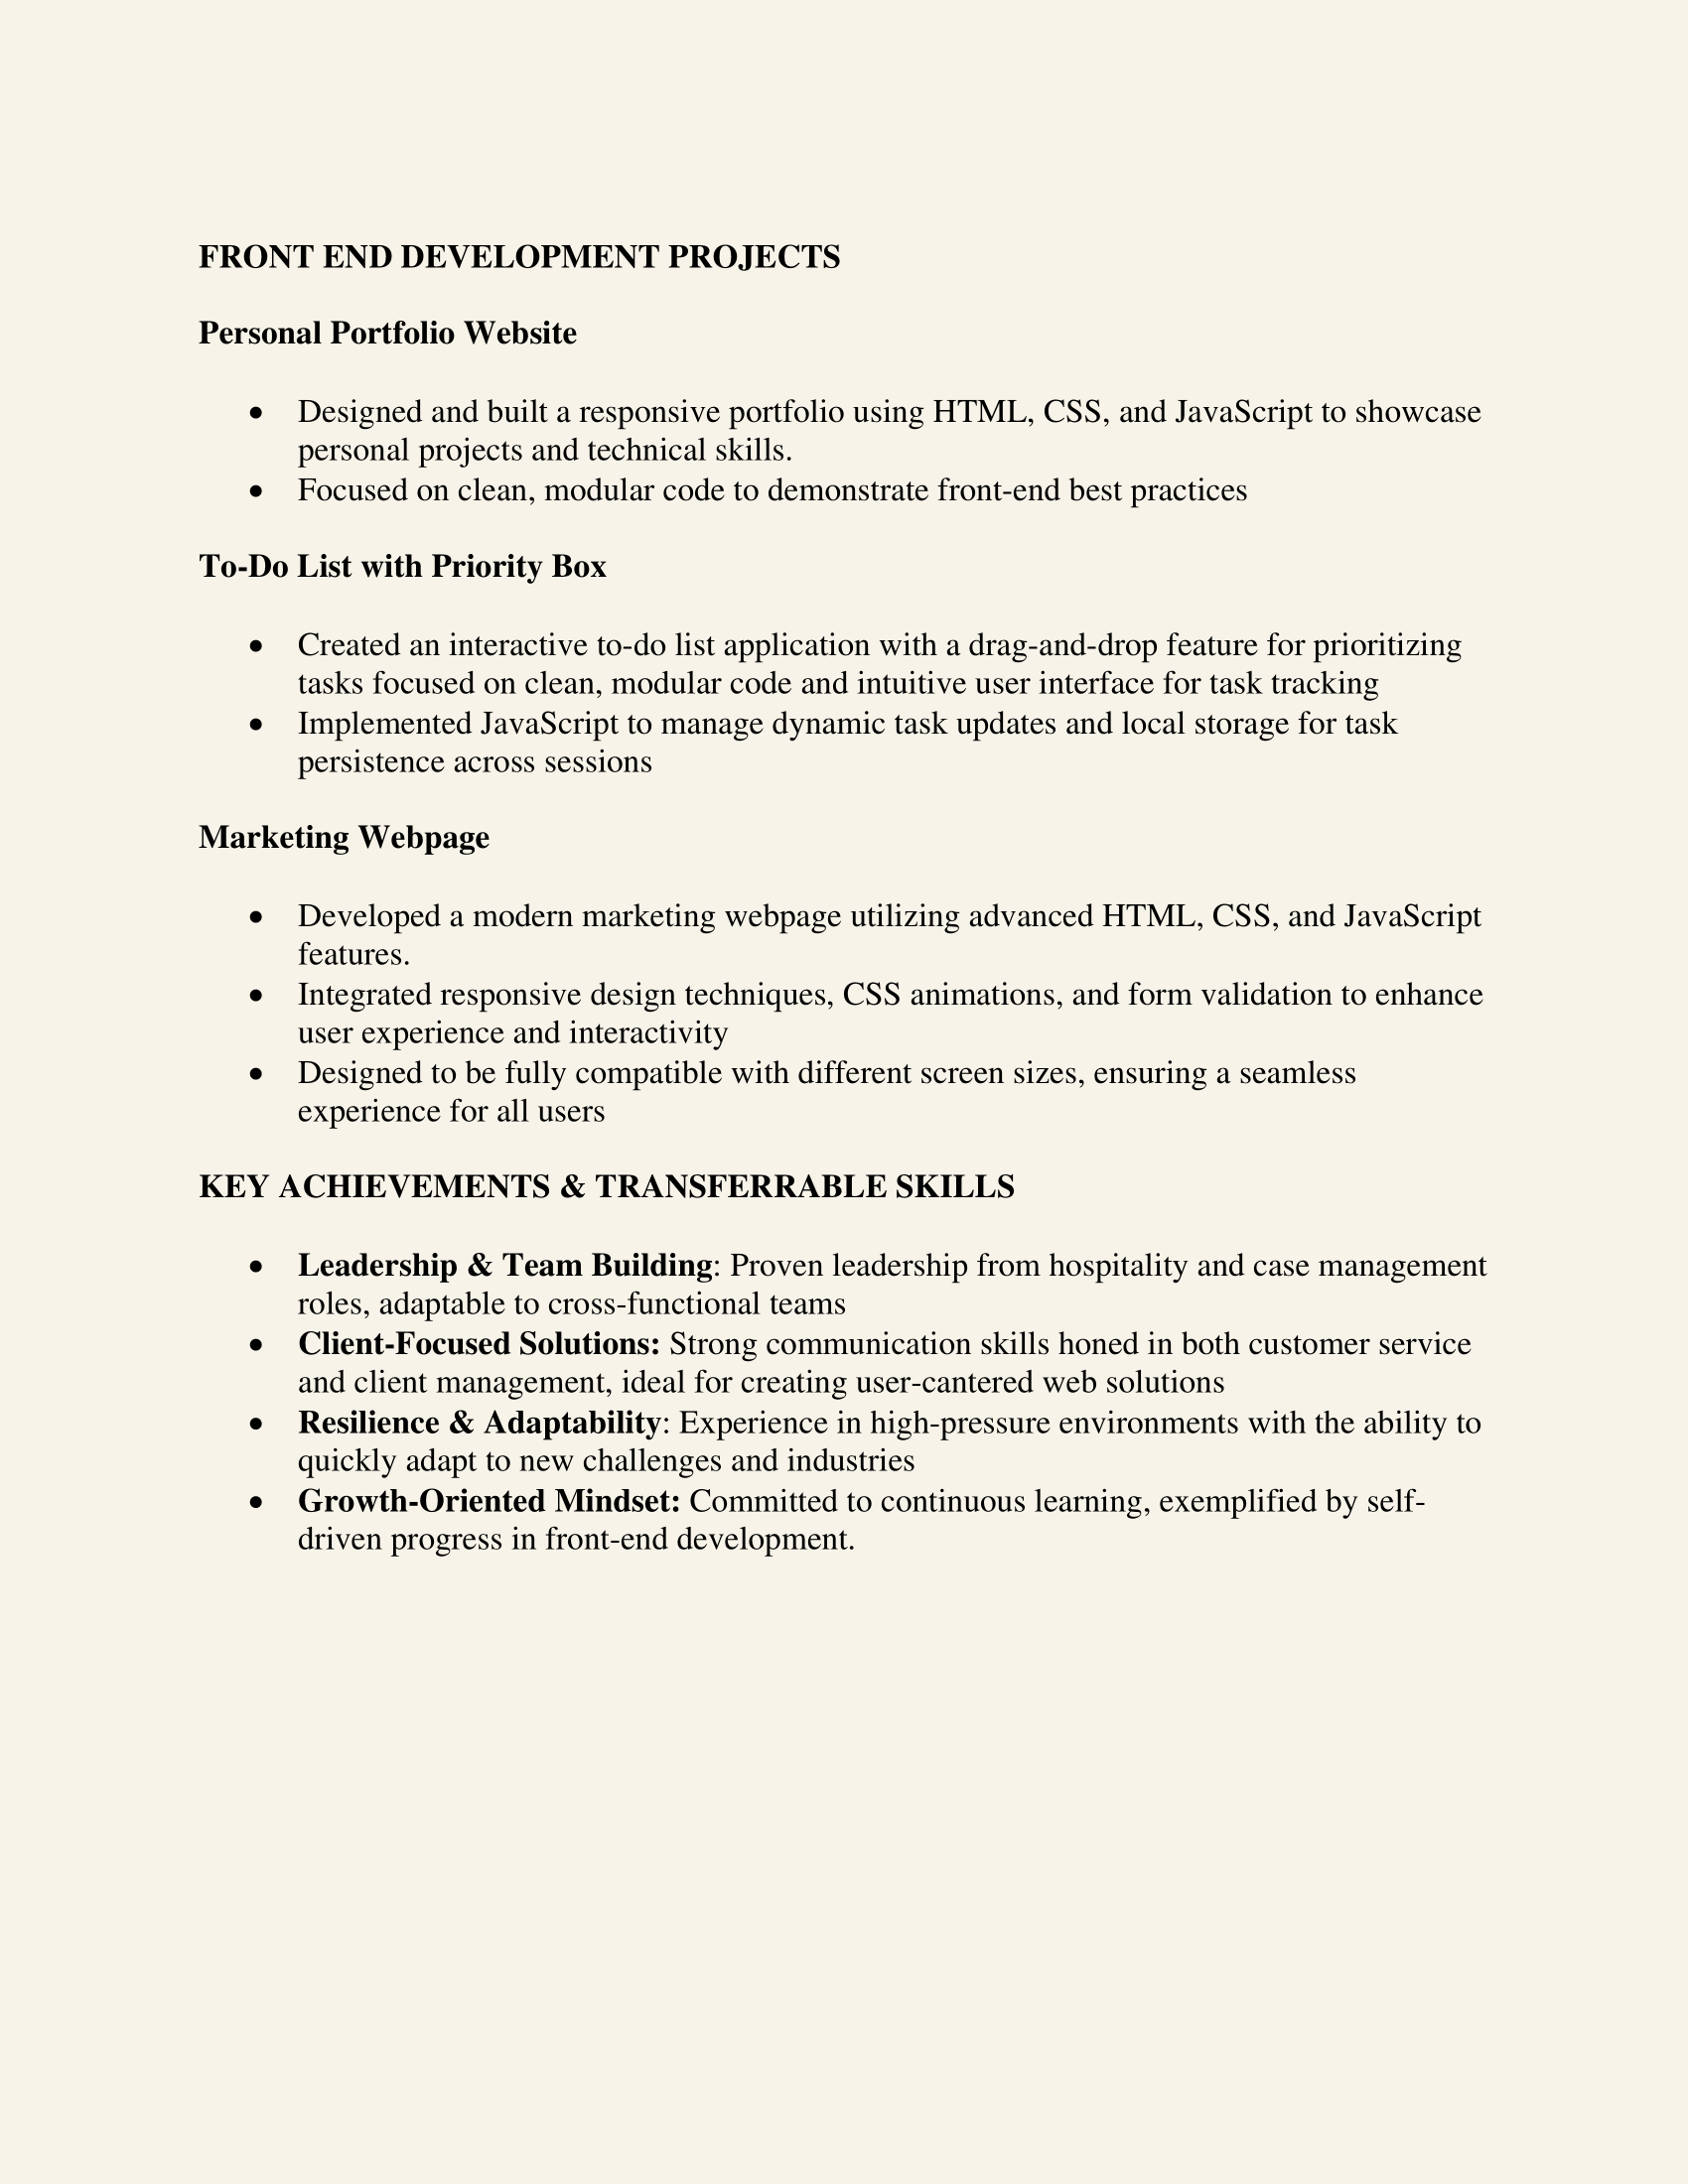 FRONT END DEVELOPMENT PROJECTS
Personal Portfolio Website
• Designed and built a responsive portfolio using HTML, CSS, and JavaScript to showcase
personal projects and technical skills.
• Focused on clean, modular code to demonstrate front-end best practices
To-Do List with Priority Box
• Created an interactive to-do list application with a drag-and-drop feature for prioritizing
tasks focused on clean, modular code and intuitive user interface for task tracking
• Implemented JavaScript to manage dynamic task updates and local storage for task
persistence across sessions
Marketing Webpage
• Developed a modern marketing webpage utilizing advanced HTML, CSS, and JavaScript
features.
• Integrated responsive design techniques, CSS animations, and form validation to enhance
user experience and interactivity
• Designed to be fully compatible with different screen sizes, ensuring a seamless
experience for all users
KEY ACHIEVEMENTS & TRANSFERRABLE SKILLS
• Leadership & Team Building: Proven leadership from hospitality and case management
roles, adaptable to cross-functional teams
• Client-Focused Solutions: Strong communication skills honed in both customer service
and client management, ideal for creating user-cantered web solutions
• Resilience & Adaptability: Experience in high-pressure environments with the ability to
quickly adapt to new challenges and industries
• Growth-Oriented Mindset: Committed to continuous learning, exemplified by self-
driven progress in front-end development.